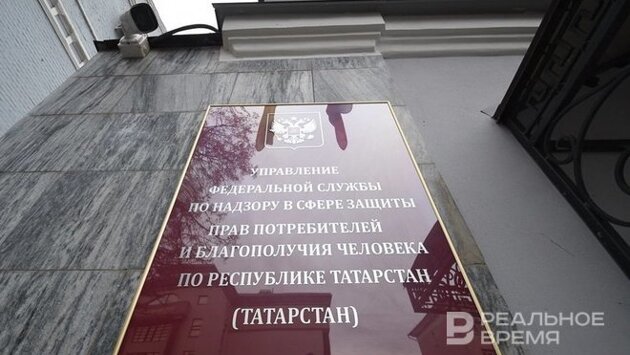 УПРАВЛЕНИЕ
ФЕДЕРАЛЬНОЙ СЛУЖБЫ
ПО НАДЗОРУ В СФЕРЕ ЗАЩИТЫ
ПРАВ ПОТРЕБИТЕЛЕЙ
И БЛАГОПОЛУЧИЯ ЧЕЛОВЕКА
ПО РЕСПУБЛИКЕ ТАТАРСТАН
(ТАТАРСТАН)
РЕАЛЬНОЕ
ВРЕМЯ